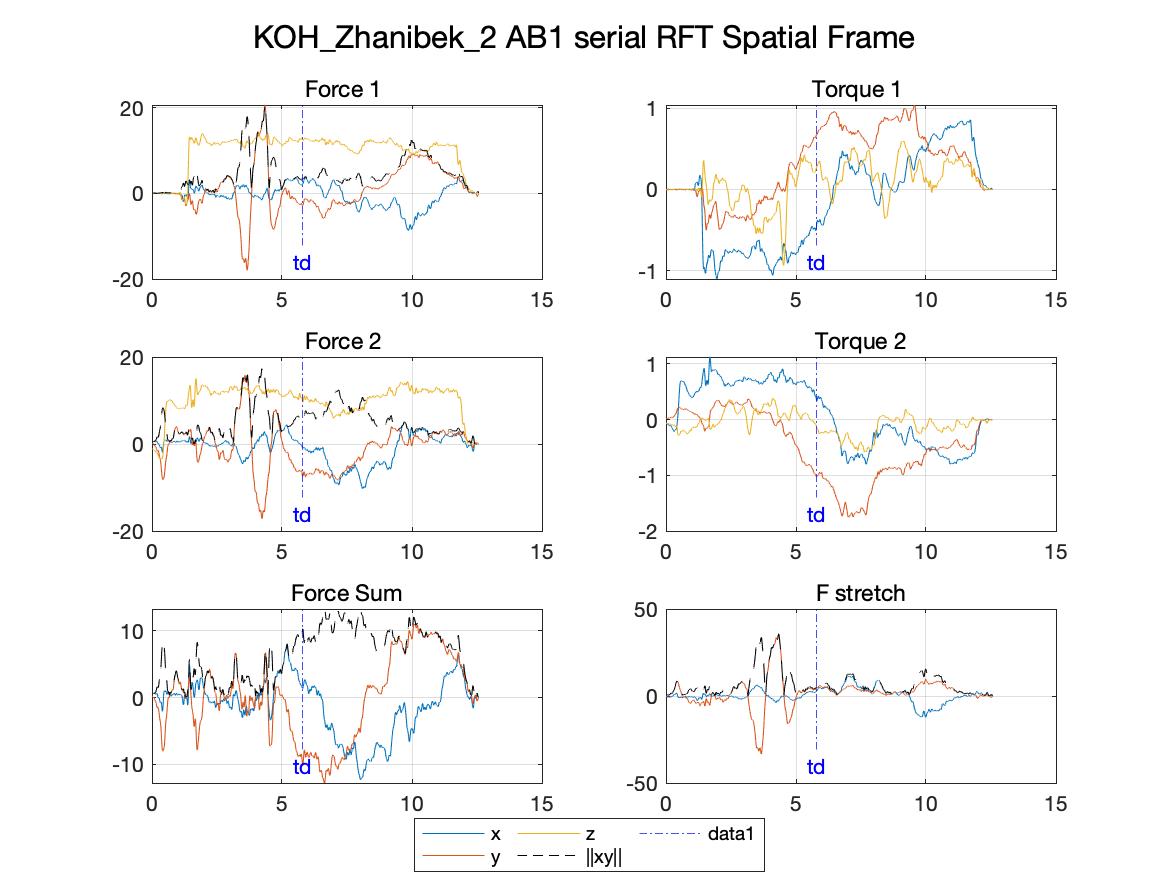 KOH_Zhanibek_2 AB1 serial RFT Spatial Frame
Force 1
20
0
-20
0 5 10 15
td
Torque 1
1
0
-1
0 5 10 15
td
Force 2
20
0
-20
0 5 10 15
td
Torque 2
1
0
-1
-2
0 5 10 15
td
Force Sum
10
0
-10
0 5 10 15
td
F stretch
50
0
-50
0 5 10 15
td
x z data1
y ||xy||